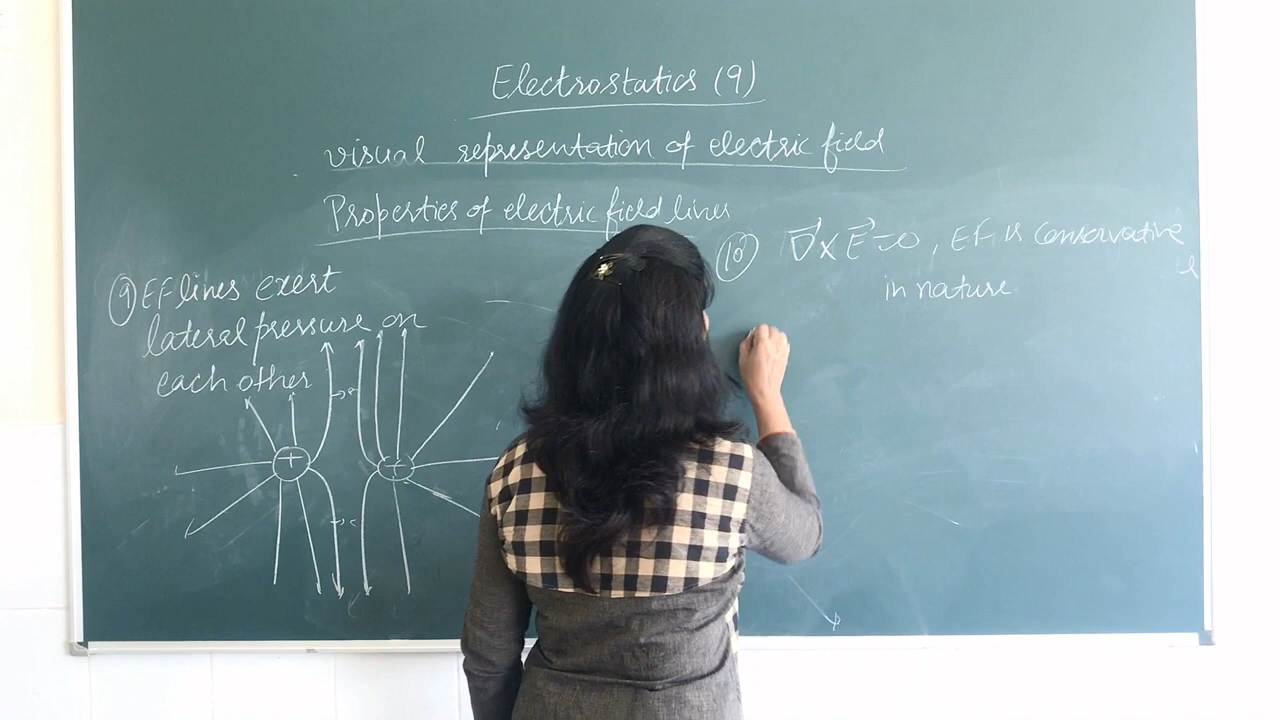 Electrostatics (9)
visual representation of electric field
Properties of electric field lines
9 EF lines exert
lateral pressure on
each other
+ +
10 ∇⃗ x E⃗ = 0, EF is conservative
in nature